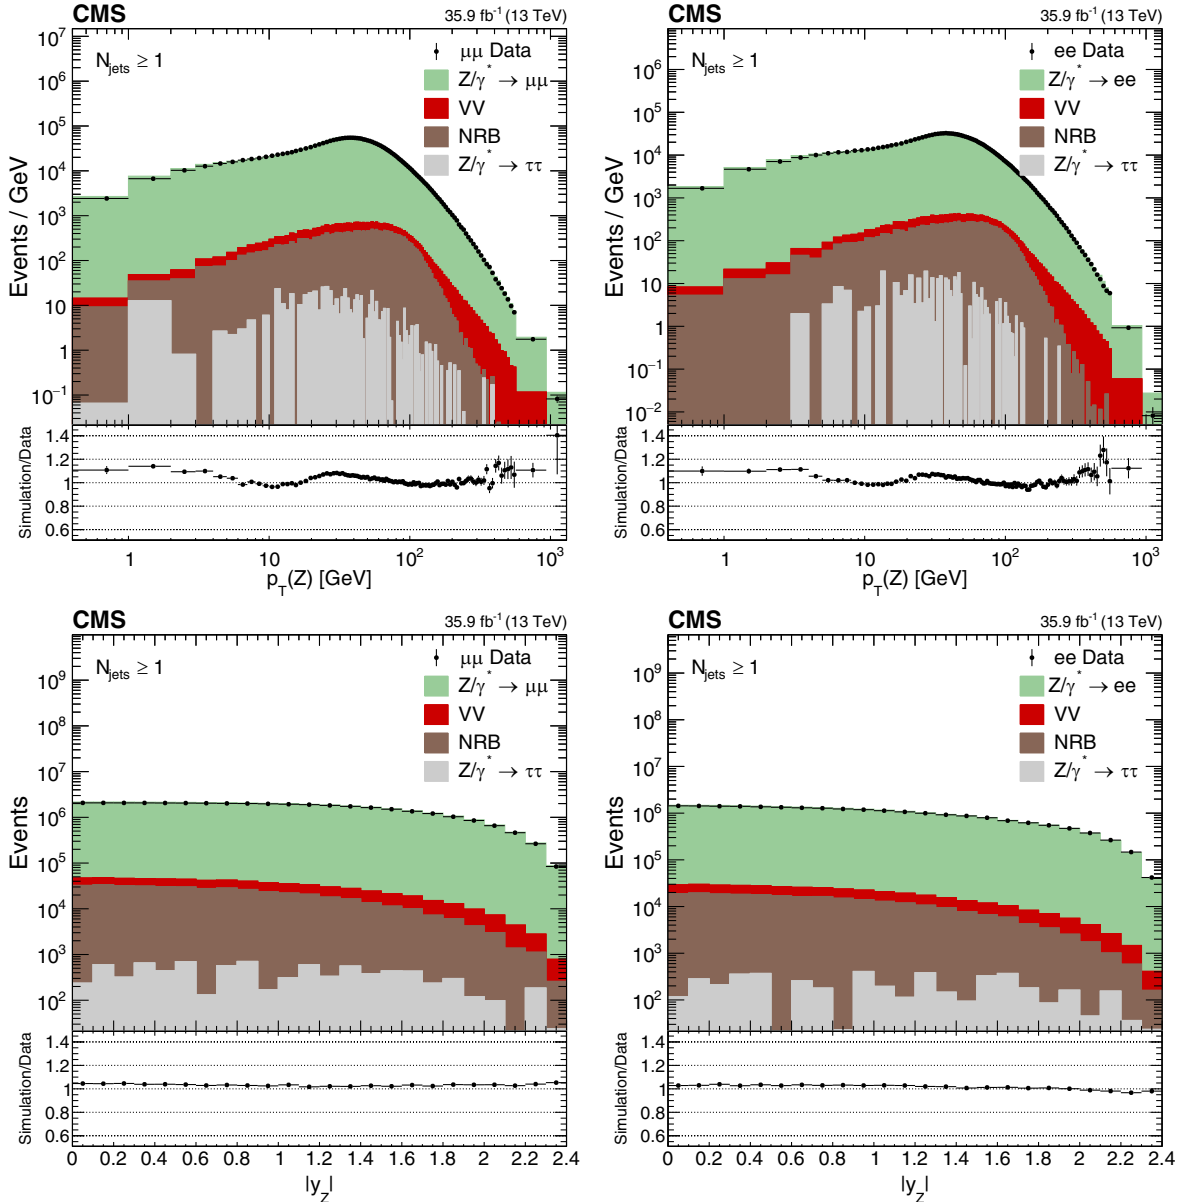 CMS 35.9 fb⁻¹ (13 TeV)
N_jets ≥ 1
μμ Data
Z/γ* → μμ
VV
NRB
Z/γ* → ττ
Events / GeV
10⁷
10⁶
10⁵
10⁴
10³
10²
10
1
10⁻¹
Simulation/Data
1.4
1.2
1
0.8
0.6
1 10 10² 10³
p_T(Z) [GeV]
CMS 35.9 fb⁻¹ (13 TeV)
N_jets ≥ 1
ee Data
Z/γ* → ee
VV
NRB
Z/γ* → ττ
Events / GeV
10⁶
10⁵
10⁴
10³
10²
10
1
10⁻¹
10⁻²
Simulation/Data
1.4
1.2
1
0.8
0.6
1 10 10² 10³
p_T(Z) [GeV]
CMS 35.9 fb⁻¹ (13 TeV)
N_jets ≥ 1
μμ Data
Z/γ* → μμ
VV
NRB
Z/γ* → ττ
Events
10⁹
10⁸
10⁷
10⁶
10⁵
10⁴
10³
10²
Simulation/Data
1.4
1.2
1
0.8
0.6
0 0.2 0.4 0.6 0.8 1 1.2 1.4 1.6 1.8 2 2.2 2.4
|y_Z|
CMS 35.9 fb⁻¹ (13 TeV)
N_jets ≥ 1
ee Data
Z/γ* → ee
VV
NRB
Z/γ* → ττ
Events
10⁹
10⁸
10⁷
10⁶
10⁵
10⁴
10³
10²
Simulation/Data
1.4
1.2
1
0.8
0.6
0 0.2 0.4 0.6 0.8 1 1.2 1.4 1.6 1.8 2 2.2 2.4
|y_Z|